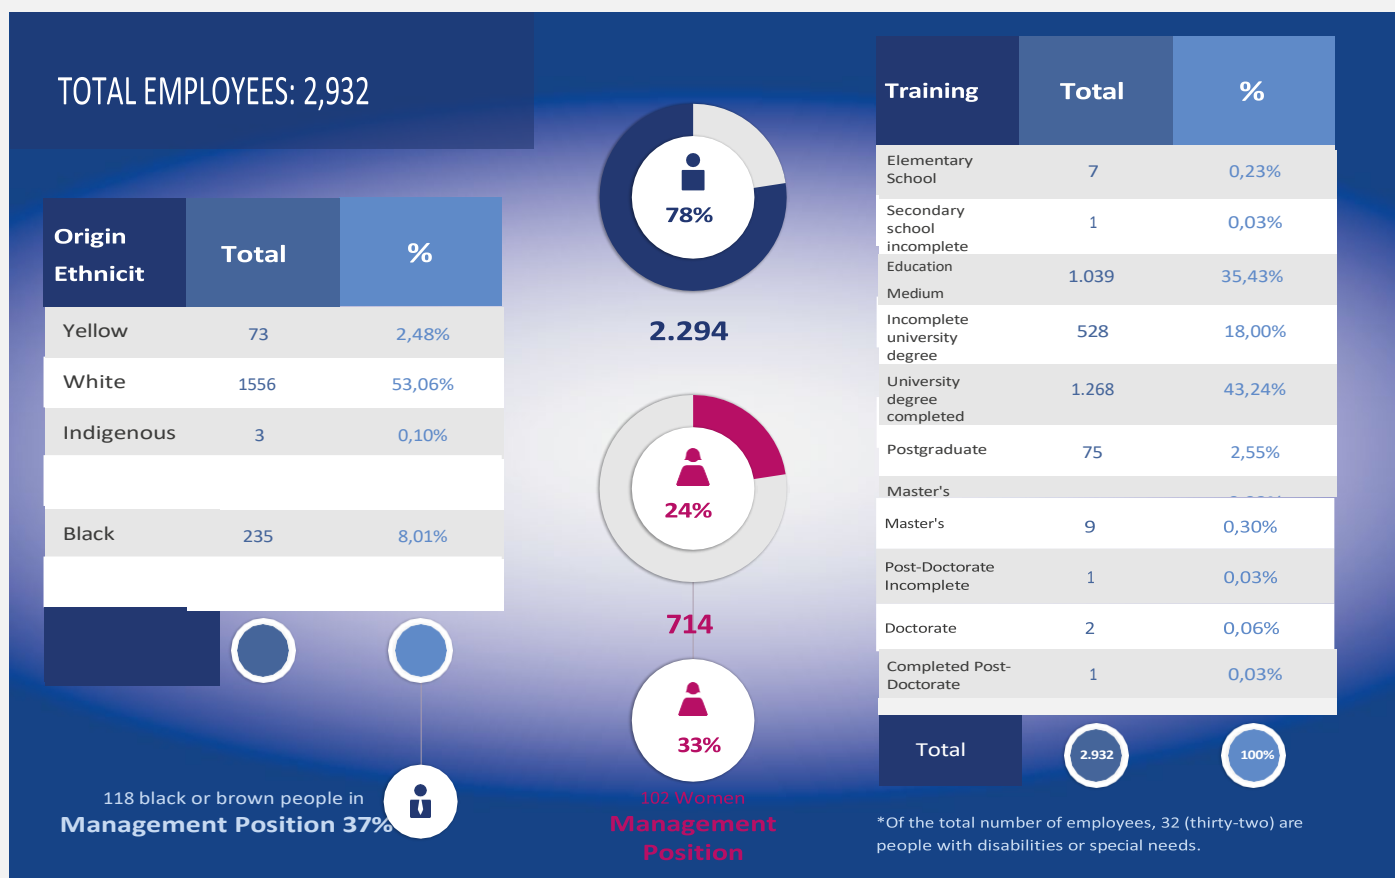 TOTAL EMPLOYEES: 2,932
Origin
Ethnicit
Total
%
Yellow 73 2,48%
White 1556 53,06%
Indigenous 3 0,10%
Black 235 8,01%
118 black or brown people in
Management Position 37%
78%
2.294
24%
714
33%
102 Women
Management
Position
Training Total %
Elementary
School
7 0,23%
Secondary
school
incomplete
1 0,03%
Education
Medium
1.039 35,43%
Incomplete
university
degree
528 18,00%
University
degree
completed
1.268 43,24%
Postgraduate 75 2,55%
Master's
Master's 9 0,30%
Post-Doctorate
Incomplete
1 0,03%
Doctorate 2 0,06%
Completed Post-
Doctorate
1 0,03%
Total 2.932 100%
*Of the total number of employees, 32 (thirty-two) are
people with disabilities or special needs.